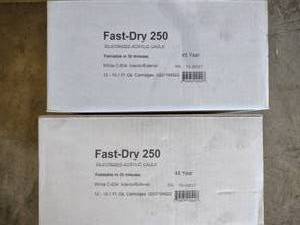 Fast-Dry 250
SILICONIZED ACRYLIC CAULK
45 Year
Paintable in 30 minutes
White C-834 Interior/Exterior
12 - 10.1 Fl. Oz. Cartridges
Fast-Dry 250
SILICONIZED ACRYLIC CAULK
45 Year
Paintable in 30 minutes
White C-834 Interior/Exterior
12 - 10.1 Fl. Oz. Cartridges